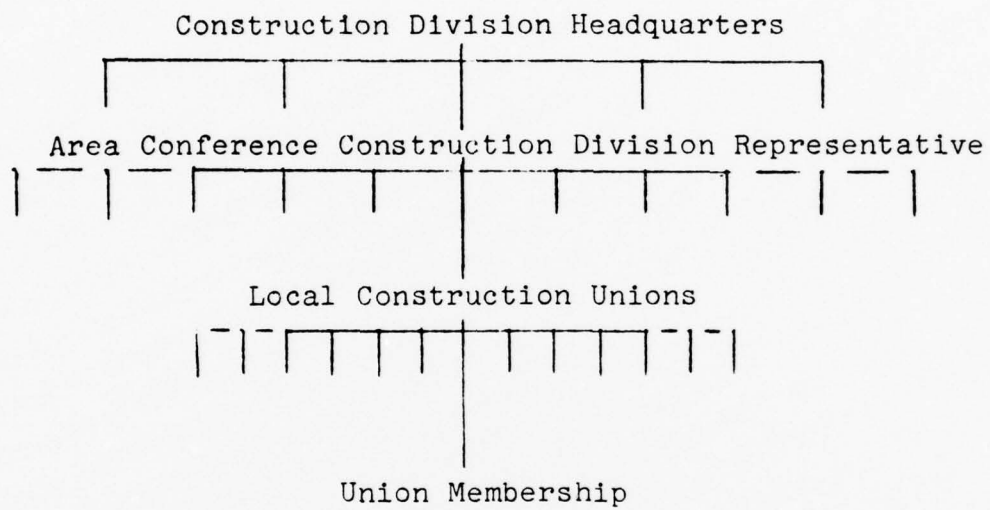 Construction Division Headquarters
Area Conference Construction Division Representative
Local Construction Unions
Union Membership